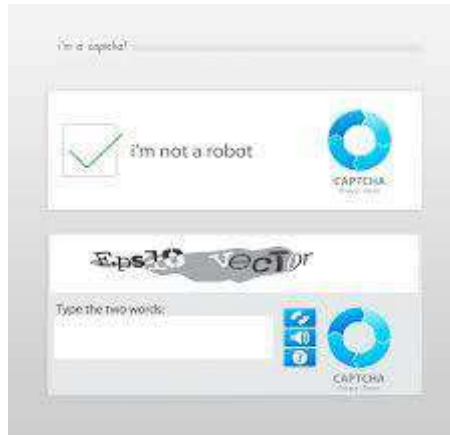 i'm a captcha!
i'm not a robot
CAPTCHA
Eps10 vector
Type the two words:
?
CAPTCHA